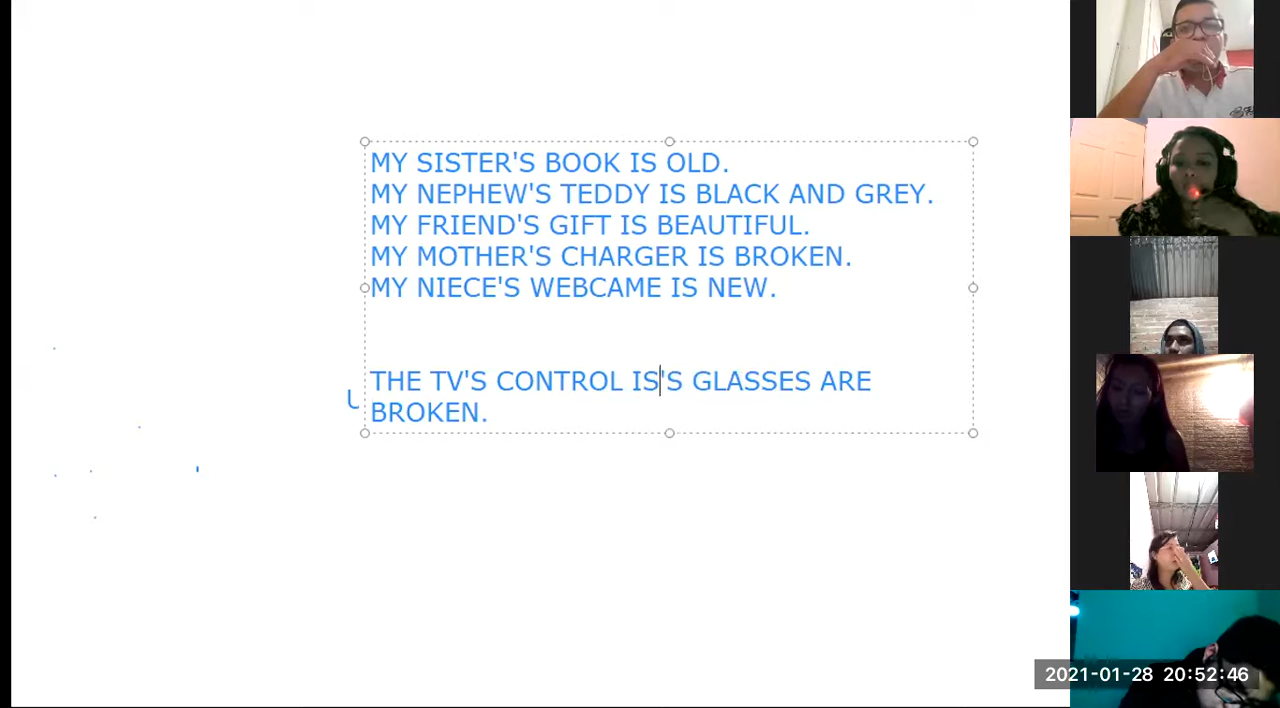 MY SISTER'S BOOK IS OLD.
MY NEPHEW'S TEDDY IS BLACK AND GREY.
MY FRIEND'S GIFT IS BEAUTIFUL.
MY MOTHER'S CHARGER IS BROKEN.
MY NIECE'S WEBCAME IS NEW.
THE TV'S CONTROL IS'S GLASSES ARE
BROKEN.
2021-01-28 20:52:46